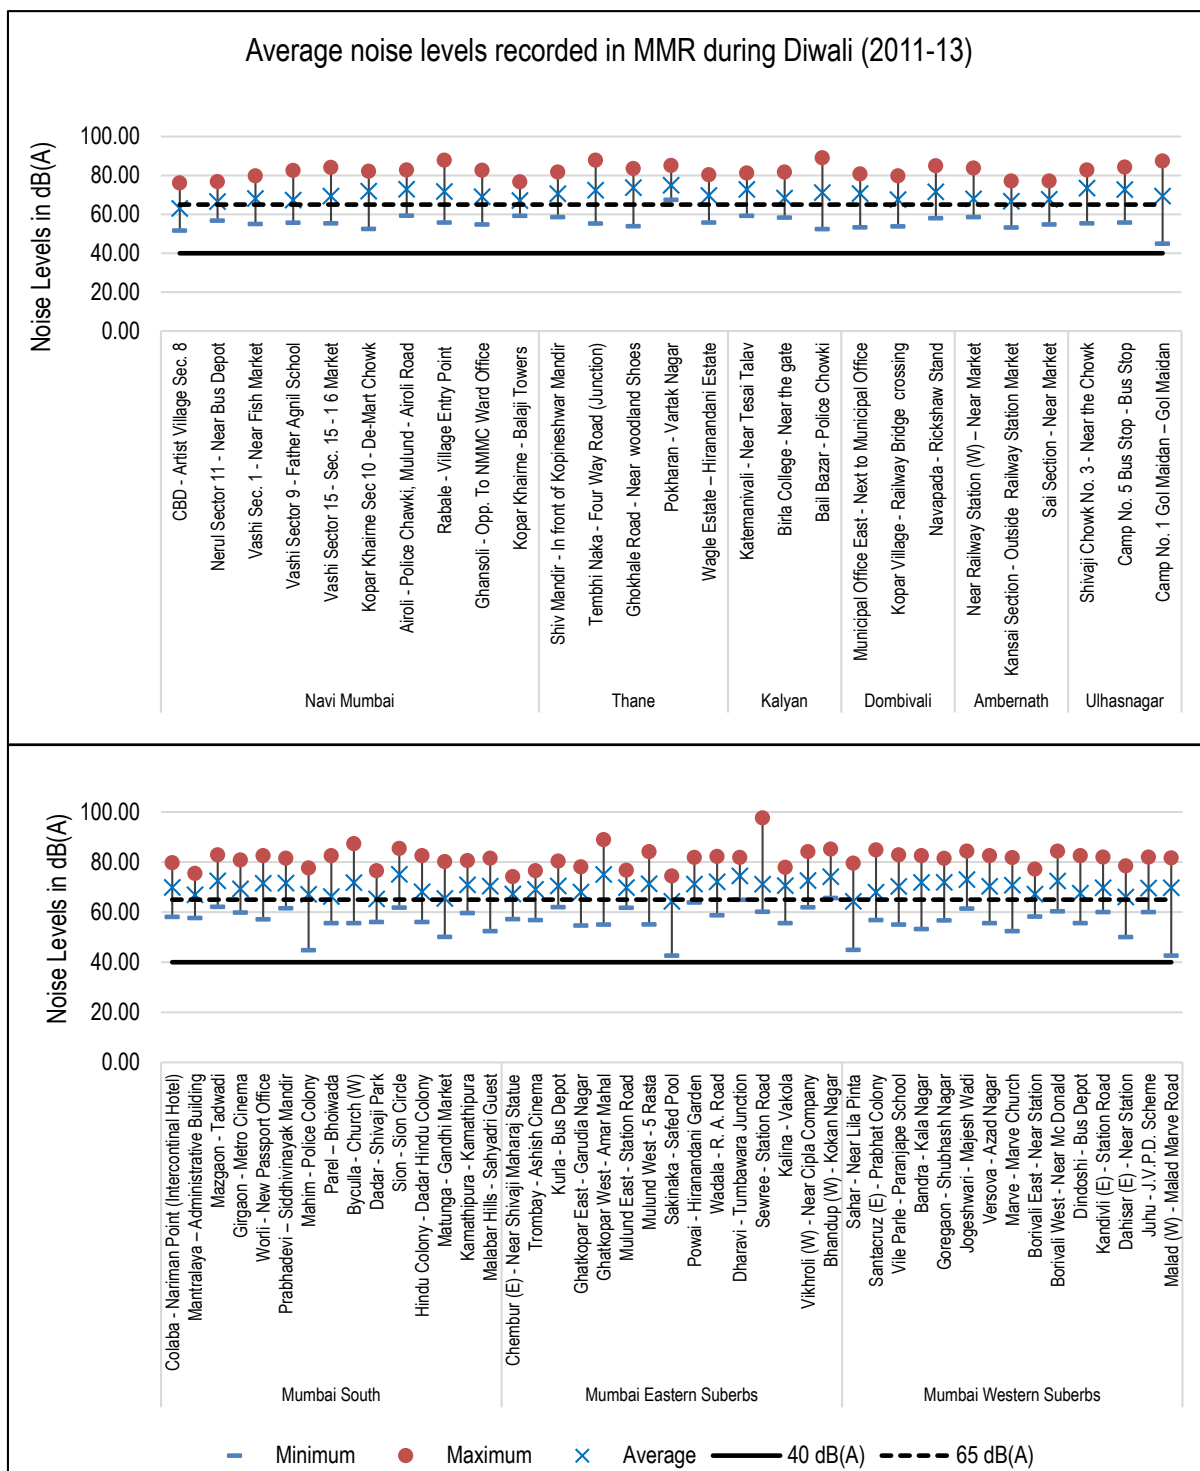 Average noise levels recorded in MMR during Diwali (2011-13)
Noise Levels in dB(A)
100.00
80.00
60.00
40.00
20.00
0.00
CBD - Artist Village Sec. 8
Nerul Sector 11 - Near Bus Depot
Vashi Sec. 1 - Near Fish Market
Vashi Sector 9 - Father Agnil School
Vashi Sector 15 - Sec. 15 - 1 6 Market
Kopar Khairne Sec 10 - De-Mart Chowk
Airoli - Police Chawki, Mulund - Airoli Road
Rabale - Village Entry Point
Ghansoli - Opp. To NMMC Ward Office
Kopar Khairne - Balaji Towers
Shiv Mandir - In front of Kopineshwar Mandir
Tembhi Naka - Four Way Road (Junction)
Ghokhale Road - Near woodland Shoes
Pokharan - Vartak Nagar
Wagle Estate – Hiranandani Estate
Katemanivali - Near Tesai Talav
Birla College - Near the gate
Bail Bazar - Police Chowki
Municipal Office East - Next to Municipal Office
Kopar Village - Railway Bridge crossing
Navapada - Rickshaw Stand
Near Railway Station (W) – Near Market
Kansai Section - Outside Railway Station Market
Sai Section - Near Market
Shivaji Chowk No. 3 - Near the Chowk
Camp No. 5 Bus Stop - Bus Stop
Camp No. 1 Gol Maidan – Gol Maidan
Navi Mumbai
Thane
Kalyan
Dombivali
Ambernath
Ulhasnagar
Noise Levels in dB(A)
100.00
80.00
60.00
40.00
20.00
0.00
Colaba - Nariman Point (Intercontinal Hotel)
Mantralaya – Administrative Building
Mazgaon - Tadwadi
Girgaon - Metro Cinema
Worli - New Passport Office
Prabhadevi – Siddhivinayak Mandir
Mahim - Police Colony
Parel – Bhoiwada
Byculla - Church (W)
Dadar - Shivaji Park
Sion - Sion Circle
Hindu Colony - Dadar Hindu Colony
Matunga - Gandhi Market
Kamathipura - Kamathipura
Malabar Hills - Sahyadri Guest
Chembur (E) - Near Shivaji Maharaj Statue
Trombay - Ashish Cinema
Kurla - Bus Depot
Ghatkopar East - Garudia Nagar
Ghatkopar West - Amar Mahal
Mulund East - Station Road
Mulund West - 5 Rasta
Sakinaka - Safed Pool
Powai - Hiranandani Garden
Wadala - R. A. Road
Dharavi - Tumbawara Junction
Sewree - Station Road
Kalina - Vakola
Vikhroli (W) - Near Cipla Company
Bhandup (W) - Kokan Nagar
Sahar - Near Lila Pinta
Santacruz (E) - Prabhat Colony
Vile Parle - Paranjape School
Bandra - Kala Nagar
Goregaon - Shubhash Nagar
Jogeshwari - Majesh Wadi
Versova - Azad Nagar
Marve - Marve Church
Borivali East - Near Station
Borivali West - Near Mc Donald
Dindoshi - Bus Depot
Kandivli (E) - Station Road
Dahisar (E) - Near Station
Juhu - J.V.P.D. Scheme
Malad (W) - Malad Marve Road
Mumbai South
Mumbai Eastern Suberbs
Mumbai Western Suberbs
Minimum
Maximum
Average
40 dB(A)
65 dB(A)